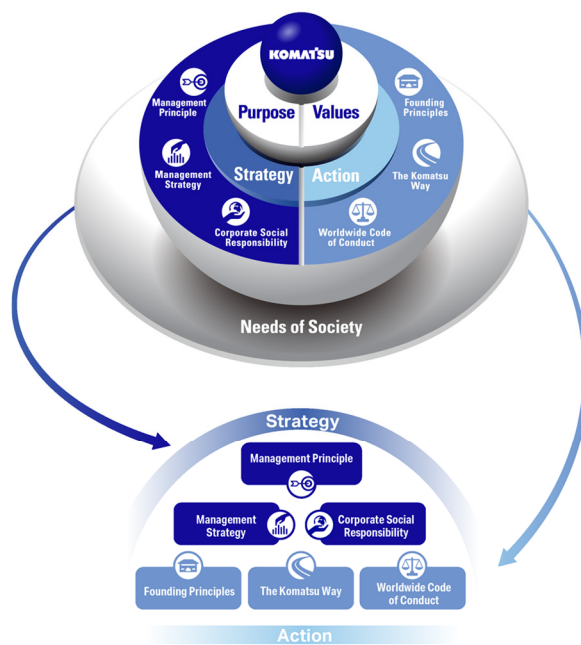 KOMATSU
Purpose
Values
Management
Principle
Founding
Principles
Strategy
Action
Management
Strategy
The Komatsu
Way
Corporate Social
Responsibility
Worldwide Code
of Conduct
Needs of Society
Strategy
Management Principle
Management
Strategy
Corporate Social
Responsibility
Founding Principles
The Komatsu Way
Worldwide Code
of Conduct
Action